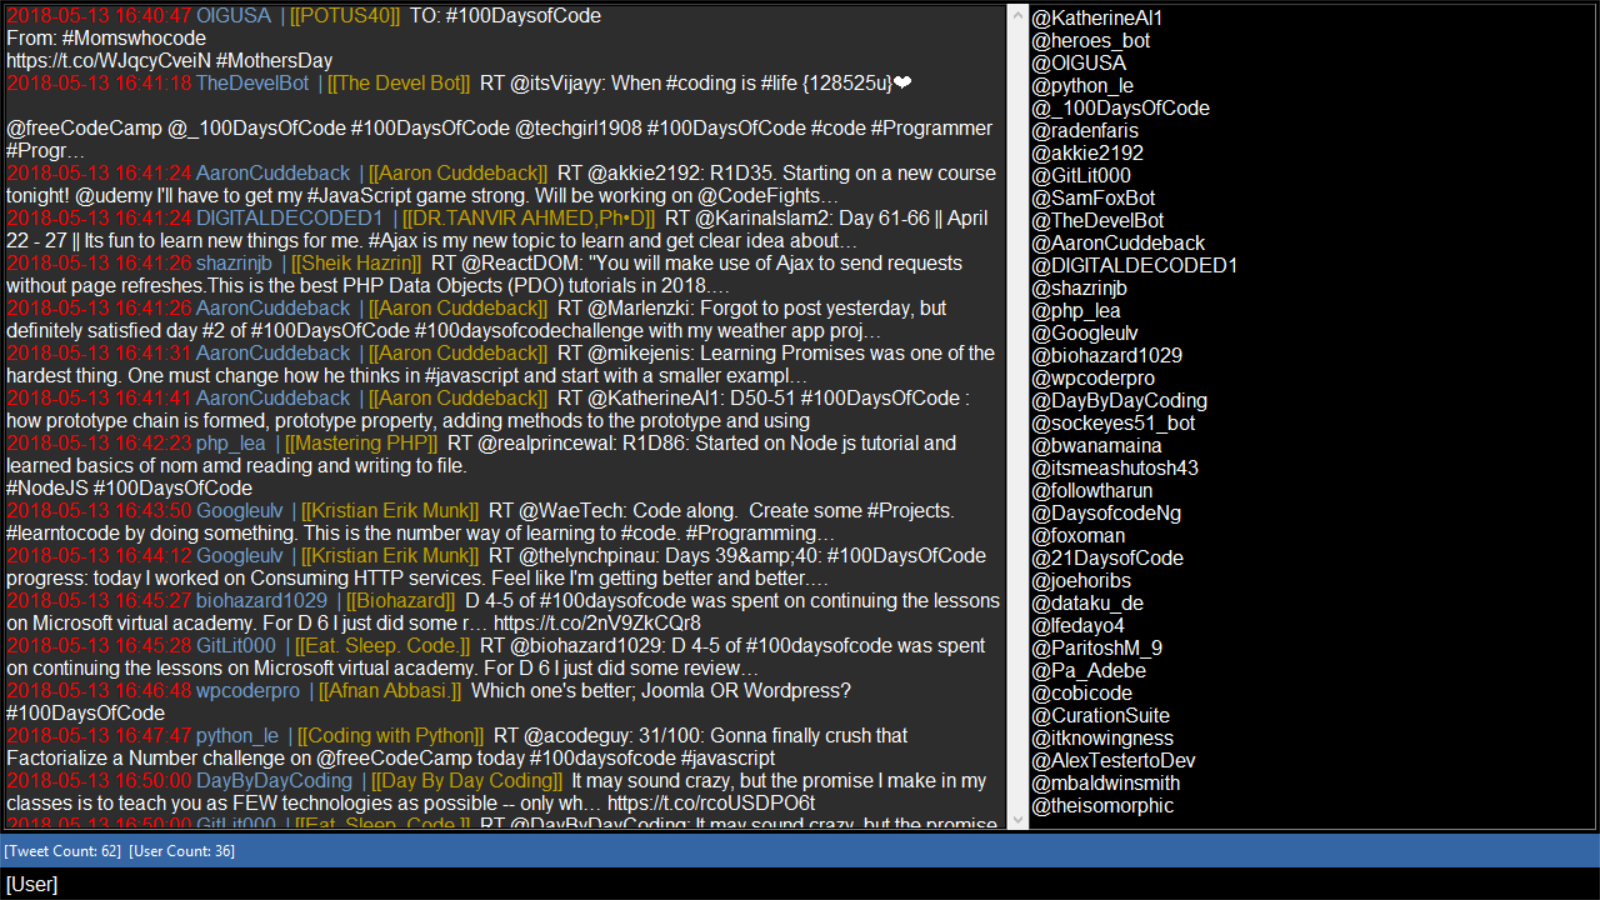 2018-05-13 16:40:47 OIGUSA | [[POTUS40]] TO: #100DaysofCode
From: #Momswhocode
https://t.co/WJqcyCveiN #MothersDay
2018-05-13 16:41:18 TheDevelBot | [[The Devel Bot]] RT @itsVijayy: When #coding is #life {128525u}❤
@freeCodeCamp @_100DaysOfCode #100DaysOfCode @techgirl1908 #100DaysOfCode #code #Programmer
#Progr…
2018-05-13 16:41:24 AaronCuddeback | [[Aaron Cuddeback]] RT @akkie2192: R1D35. Starting on a new course
tonight! @udemy I'll have to get my #JavaScript game strong. Will be working on @CodeFights…
2018-05-13 16:41:24 DIGITALDECODED1 | [[DR.TANVIR AHMED,Ph•D]] RT @KarinaIslam2: Day 61-66 || April
22 - 27 || Its fun to learn new things for me. #Ajax is my new topic to learn and get clear idea about…
2018-05-13 16:41:26 shazrinjb | [[Sheik Hazrin]] RT @ReactDOM: "You will make use of Ajax to send requests
without page refreshes.This is the best PHP Data Objects (PDO) tutorials in 2018.…
2018-05-13 16:41:26 AaronCuddeback | [[Aaron Cuddeback]] RT @Marlenzki: Forgot to post yesterday, but
definitely satisfied day #2 of #100DaysOfCode #100daysofcodechallenge with my weather app proj…
2018-05-13 16:41:31 AaronCuddeback | [[Aaron Cuddeback]] RT @mikejenis: Learning Promises was one of the
hardest thing. One must change how he thinks in #javascript and start with a smaller exampl…
2018-05-13 16:41:41 AaronCuddeback | [[Aaron Cuddeback]] RT @KatherineAl1: D50-51 #100DaysOfCode :
how prototype chain is formed, prototype property, adding methods to the prototype and using
2018-05-13 16:42:23 php_lea | [[Mastering PHP]] RT @realprincewal: R1D86: Started on Node js tutorial and
learned basics of nom amd reading and writing to file.
#NodeJS #100DaysOfCode
2018-05-13 16:43:50 Googleulv | [[Kristian Erik Munk]] RT @WaeTech: Code along. Create some #Projects.
#learntocode by doing something. This is the number way of learning to #code. #Programming…
2018-05-13 16:44:12 Googleulv | [[Kristian Erik Munk]] RT @thelynchpinau: Days 39&amp;40: #100DaysOfCode
progress: today I worked on Consuming HTTP services. Feel like I'm getting better and better.…
2018-05-13 16:45:27 biohazard1029 | [[Biohazard]] D 4-5 of #100daysofcode was spent on continuing the lessons
on Microsoft virtual academy. For D 6 I just did some r… https://t.co/2nV9ZkCQr8
2018-05-13 16:45:28 GitLit000 | [[Eat. Sleep. Code.]] RT @biohazard1029: D 4-5 of #100daysofcode was spent
on continuing the lessons on Microsoft virtual academy. For D 6 I just did some review…
2018-05-13 16:46:48 wpcoderpro | [[Afnan Abbasi.]] Which one's better; Joomla OR Wordpress?
#100DaysOfCode
2018-05-13 16:47:47 python_le | [[Coding with Python]] RT @acodeguy: 31/100: Gonna finally crush that
Factorialize a Number challenge on @freeCodeCamp today #100daysofcode #javascript
2018-05-13 16:50:00 DayByDayCoding | [[Day By Day Coding]] It may sound crazy, but the promise I make in my
classes is to teach you as FEW technologies as possible -- only wh… https://t.co/rcoUSDPO6t
2018-05-13 16:50:00 GitLit000 | [[Eat. Sleep. Code.]] RT @DayByDayCoding: It may sound crazy, but the promise
@KatherineAl1
@heroes_bot
@OIGUSA
@python_le
@_100DaysOfCode
@radenfaris
@akkie2192
@GitLit000
@SamFoxBot
@TheDevelBot
@AaronCuddeback
@DIGITALDECODED1
@shazrinjb
@php_lea
@Googleulv
@biohazard1029
@wpcoderpro
@DayByDayCoding
@sockeyes51_bot
@bwanamaina
@itsmeashutosh43
@followtharun
@DaysofcodeNg
@foxoman
@21DaysofCode
@joehoribs
@dataku_de
@Ifedayo4
@ParitoshM_9
@Pa_Adebe
@cobicode
@CurationSuite
@itknowingness
@AlexTestertoDev
@mbaldwinsmith
@theisomorphic
[Tweet Count: 62] [User Count: 36]
[User]